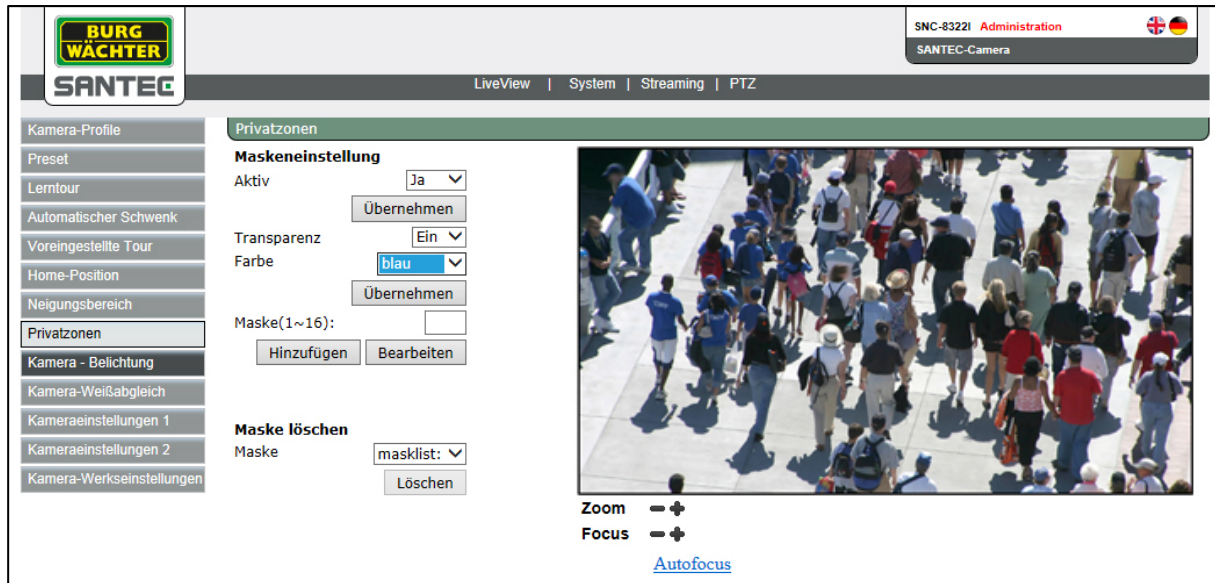 BURG
WÄCHTER
SANTEC
SNC-8322I Administration
SANTEC-Camera
LiveView | System | Streaming | PTZ
Kamera-Profile
Preset
Lerntour
Automatischer Schwenk
Voreingestellte Tour
Home-Position
Neigungsbereich
Privatzonen
Kamera - Belichtung
Kamera-Weißabgleich
Kameraeinstellungen 1
Kameraeinstellungen 2
Kamera-Werkseinstellungen
Privatzonen
Maskeneinstellung
Aktiv Ja
Übernehmen
Transparenz Ein
Farbe blau
Übernehmen
Maske(1~16):
Hinzufügen Bearbeiten
Maske löschen
Maske masklist:
Löschen
Zoom
Focus
Autofocus